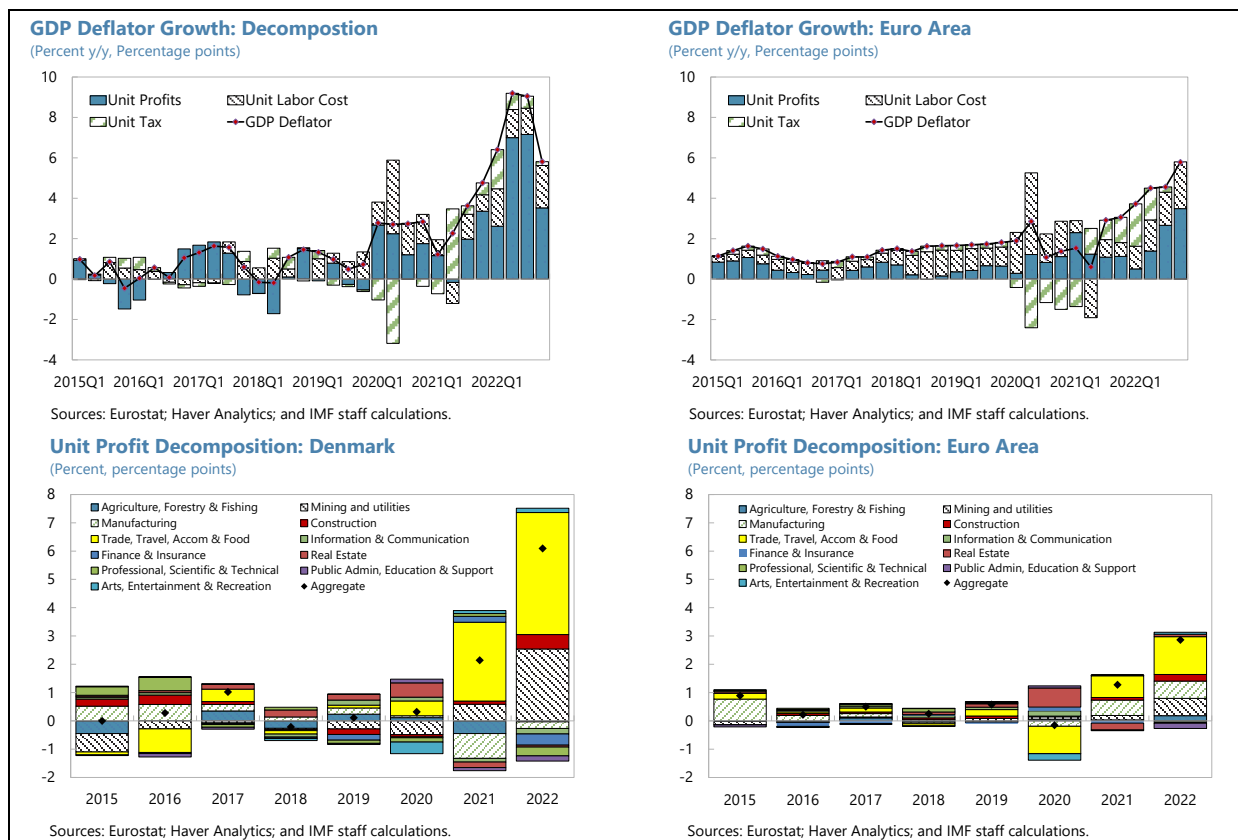 GDP Deflator Growth: Decompostion
(Percent y/y, Percentage points)
10
8
6
4
2
0
-2
-4
Unit Profits
Unit Labor Cost
Unit Tax
GDP Deflator
2015Q1 2016Q1 2017Q1 2018Q1 2019Q1 2020Q1 2021Q1 2022Q1
Sources: Eurostat; Haver Analytics; and IMF staff calculations.
GDP Deflator Growth: Euro Area
(Percent y/y, Percentage points)
10
8
6
4
2
0
-2
-4
Unit Profits
Unit Labor Cost
Unit Tax
GDP Deflator
2015Q1 2016Q1 2017Q1 2018Q1 2019Q1 2020Q1 2021Q1 2022Q1
Sources: Eurostat; Haver Analytics; and IMF staff calculations.
Unit Profit Decomposition: Denmark
(Percent, percentage points)
8
7
6
5
4
3
2
1
0
-1
-2
Agriculture, Forestry & Fishing
Mining and utilities
Manufacturing
Construction
Trade, Travel, Accom & Food
Information & Communication
Finance & Insurance
Real Estate
Professional, Scientific & Technical
Public Admin, Education & Support
Arts, Entertainment & Recreation
Aggregate
2015 2016 2017 2018 2019 2020 2021 2022
Sources: Eurostat; Haver Analytics; and IMF staff calculations.
Unit Profit Decomposition: Euro Area
(Percent, percentage points)
8
7
6
5
4
3
2
1
0
-1
-2
Agriculture, Forestry & Fishing
Mining and utilities
Manufacturing
Construction
Trade, Travel, Accom & Food
Information & Communication
Finance & Insurance
Real Estate
Professional, Scientific & Technical
Public Admin, Education & Support
Arts, Entertainment & Recreation
Aggregate
2015 2016 2017 2018 2019 2020 2021 2022
Sources: Eurostat; Haver Analytics; and IMF staff calculations.